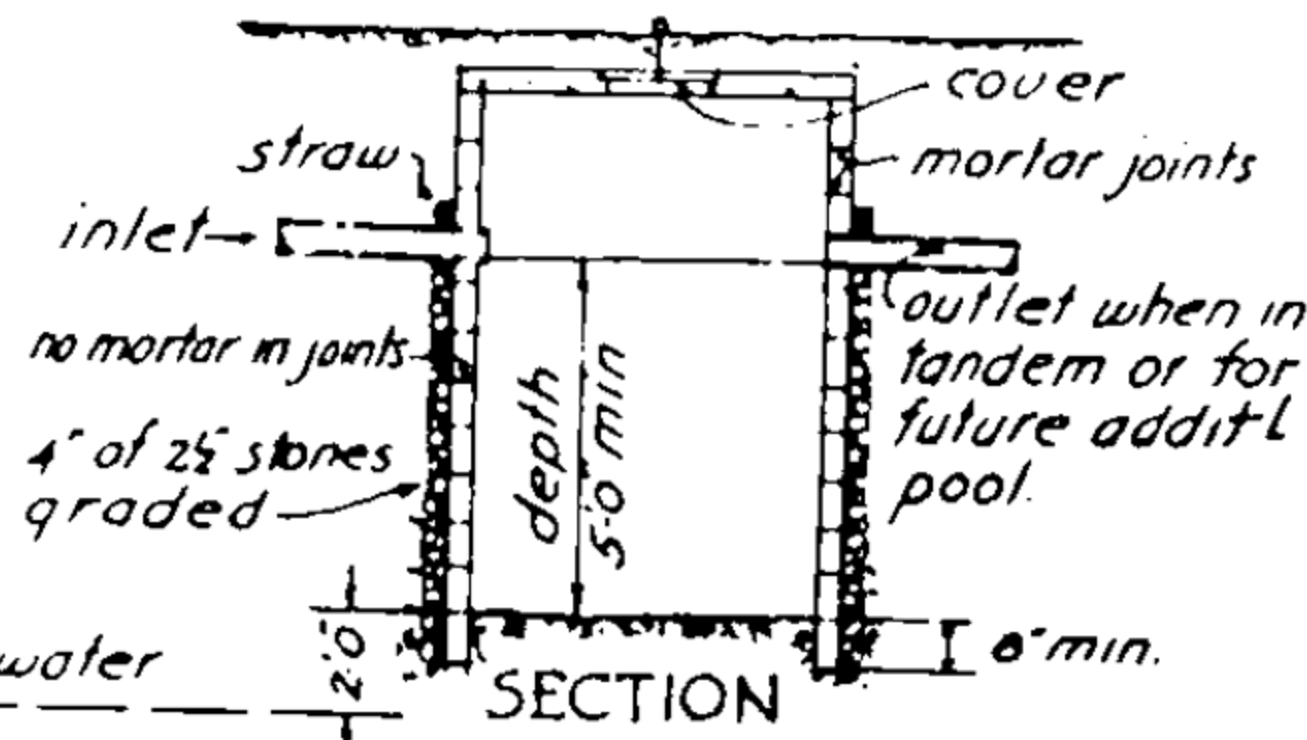 cover
straw
mortar joints
inlet
outlet when in
tandem or for
future addit'l
pool.
no mortar in joints
depth
5'-0" min
4" of 2½" stones
graded
2'-0"
water
8" min.
SECTION